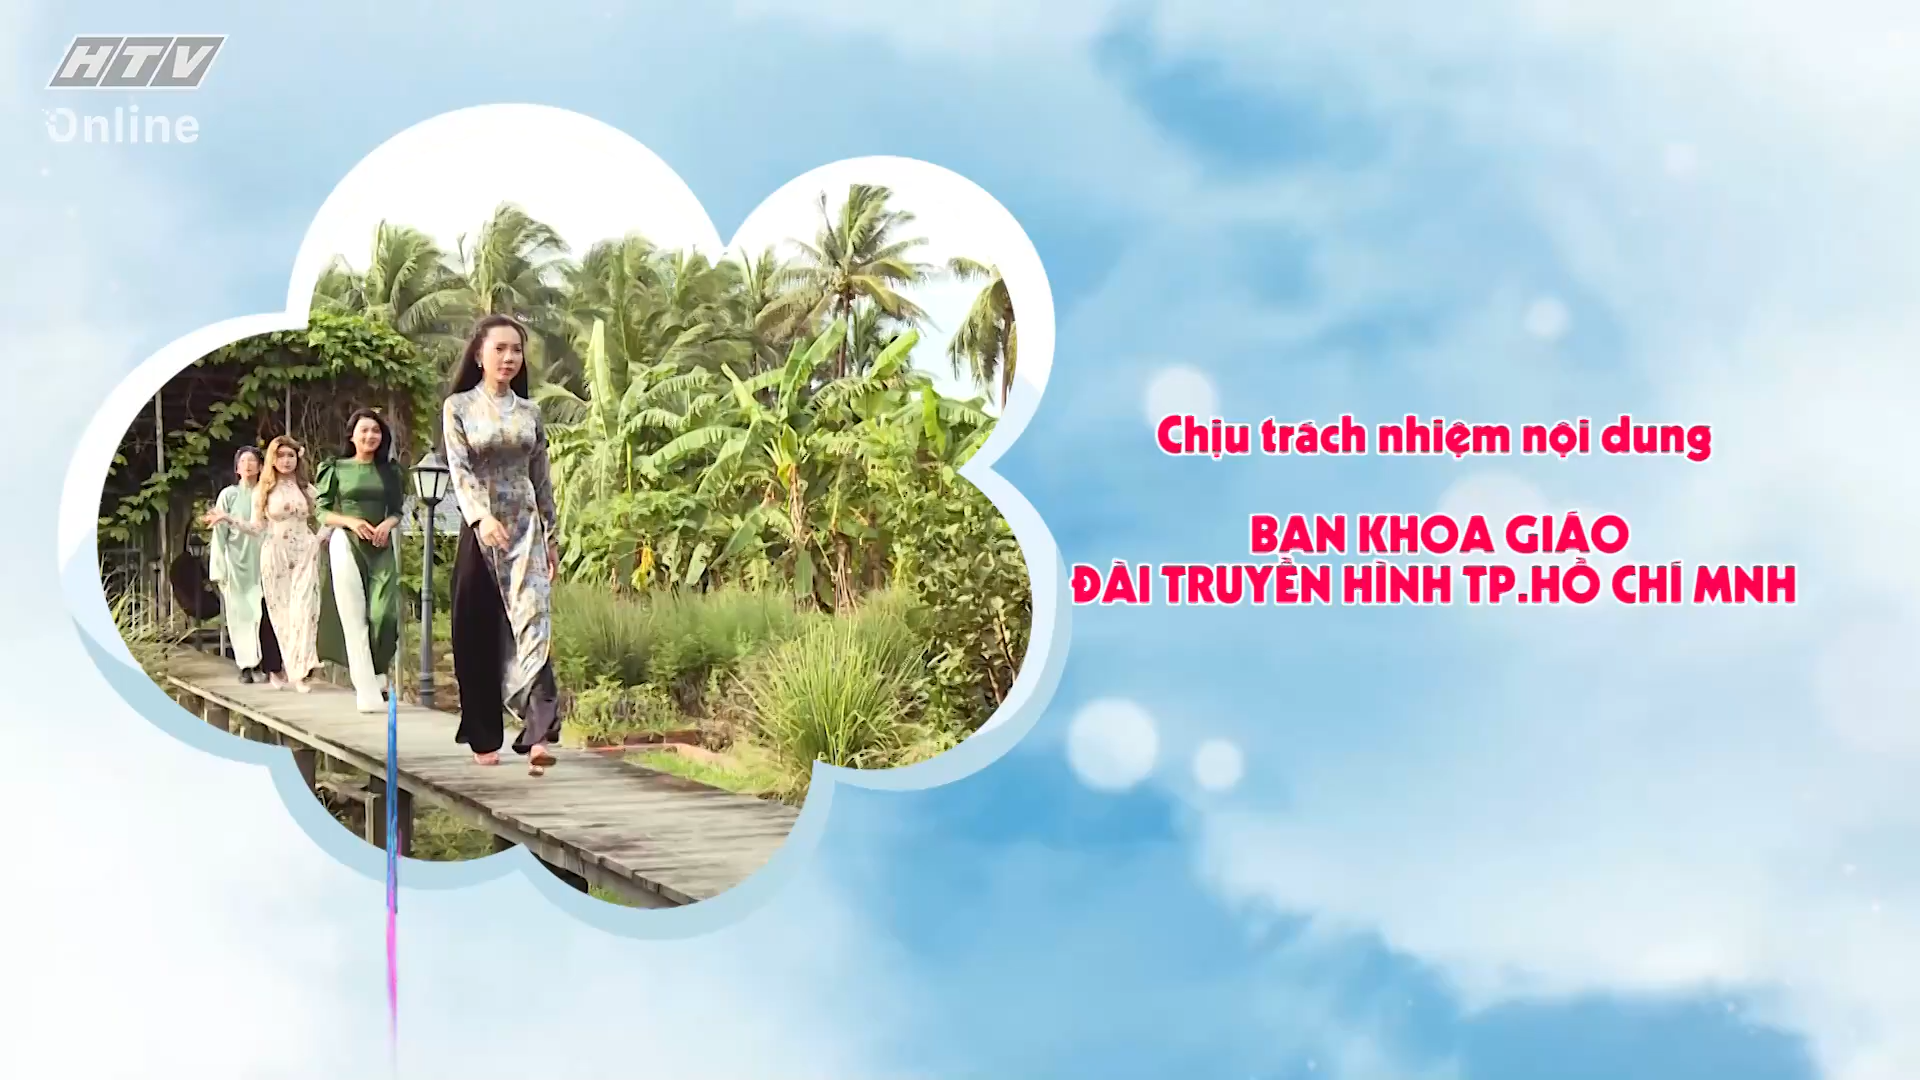 HTV
Online
Chịu trách nhiệm nội dung
BAN KHOA GIÁO
ĐÀI TRUYỀN HÌNH TP.HỒ CHÍ MNH